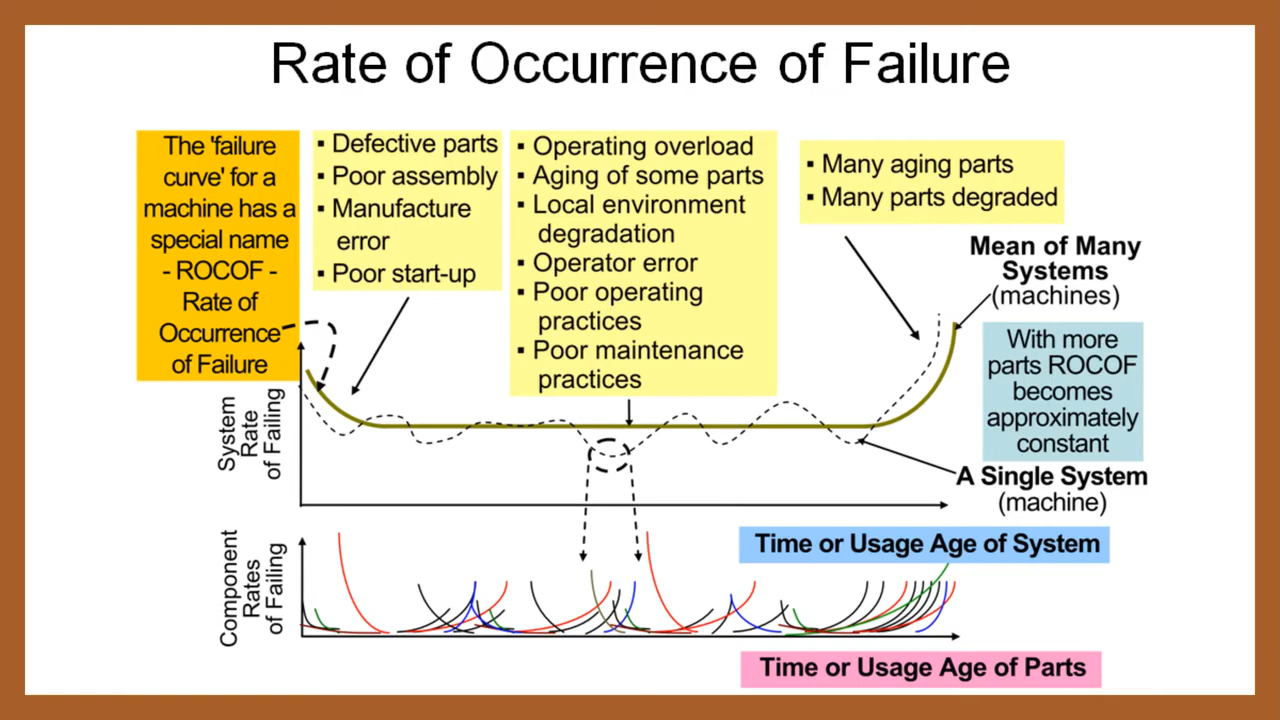 Rate of Occurrence of Failure
The 'failure
curve' for a
machine has a
special name
- ROCOF -
Rate of
Occurrence
of Failure
▪ Defective parts
▪ Poor assembly
▪ Manufacture
error
▪ Poor start-up
▪ Operating overload
▪ Aging of some parts
▪ Local environment
degradation
▪ Operator error
▪ Poor operating
practices
▪ Poor maintenance
practices
▪ Many aging parts
▪ Many parts degraded
Mean of Many
Systems
(machines)
With more
parts ROCOF
becomes
approximately
constant
System
Rate
of Failing
A Single System
(machine)
Time or Usage Age of System
Component
Rates
of Failing
Time or Usage Age of Parts